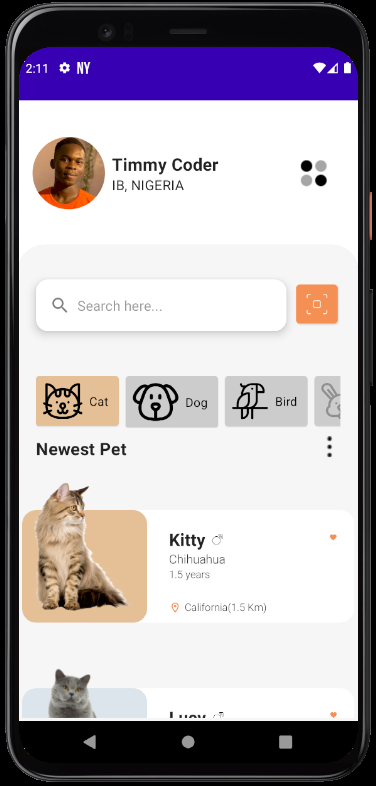 2:11 NY
Timmy Coder
IB, NIGERIA
Search here...
Cat Dog Bird
Newest Pet
Kitty
Chihuahua
1.5 years
California(1.5 Km)
Lucy